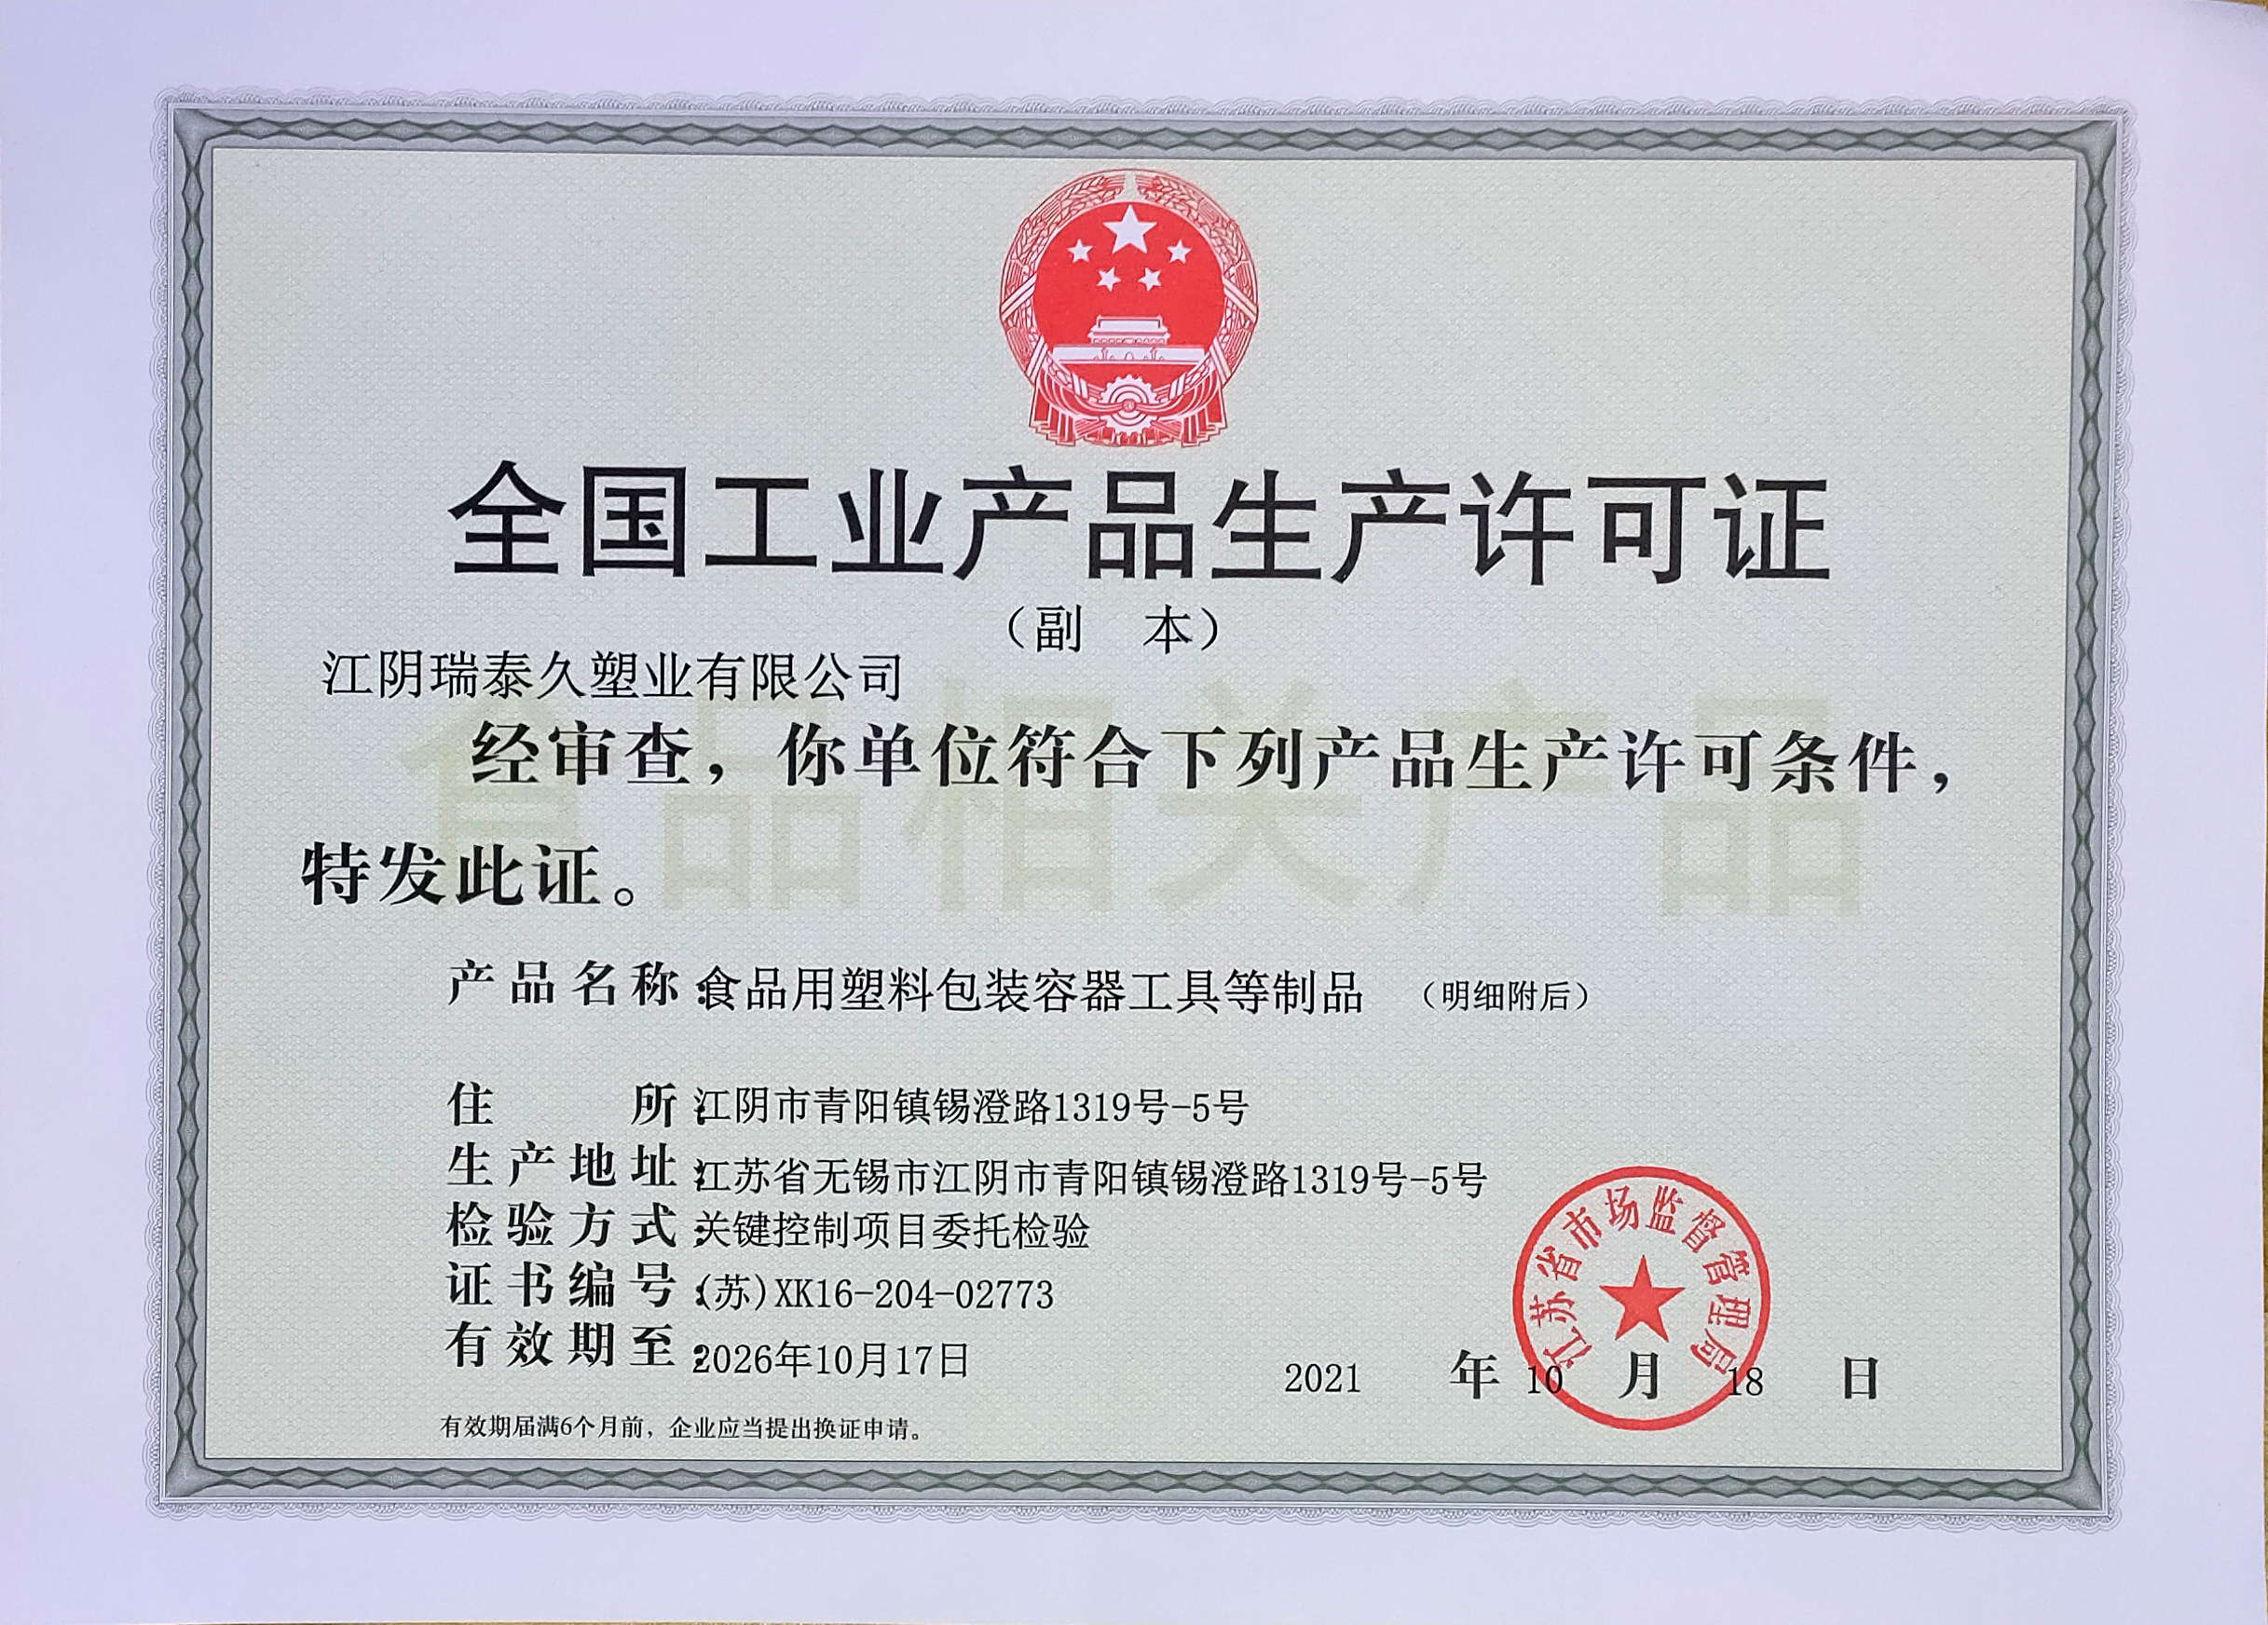 全国工业产品生产许可证
（副 本）
江阴瑞泰久塑业有限公司
食品相关产品
经审查，你单位符合下列产品生产许可条件，
特发此证。
产品名称：食品用塑料包装容器工具等制品 （明细附后）
住 所：江阴市青阳镇锡澄路1319号-5号
生产地址：江苏省无锡市江阴市青阳镇锡澄路1319号-5号
检验方式：关键控制项目委托检验
证书编号：(苏)XK16-204-02773
有效期至：2026年10月17日
江苏省市场监督管理局
2021 年 10 月 18 日
有效期届满6个月前，企业应当提出换证申请。